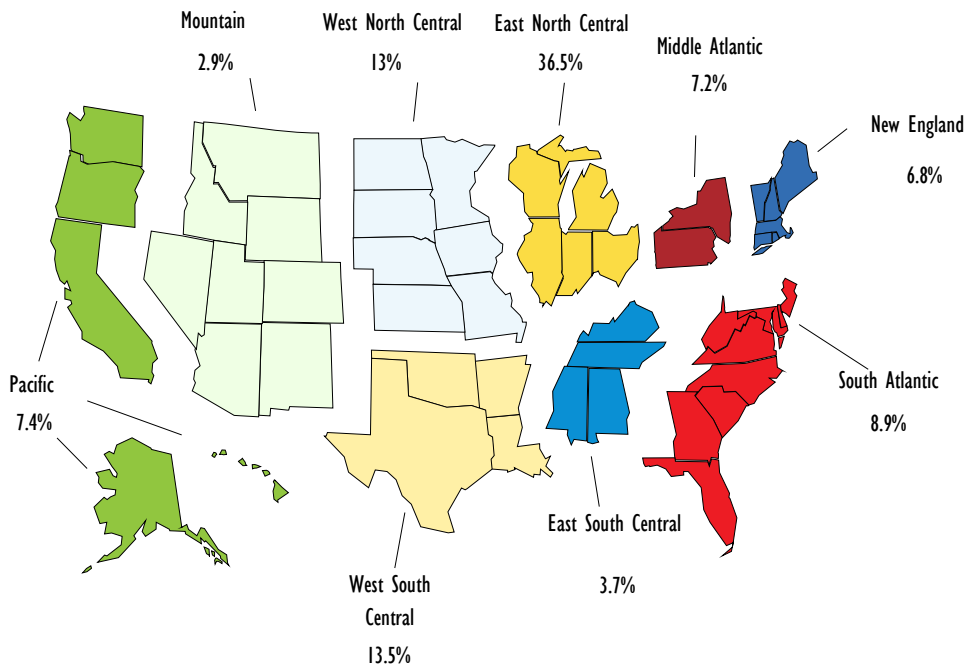 Mountain
2.9%
West North Central
13%
East North Central
36.5%
Middle Atlantic
7.2%
New England
6.8%
Pacific
7.4%
South Atlantic
8.9%
East South Central
3.7%
West South
Central
13.5%